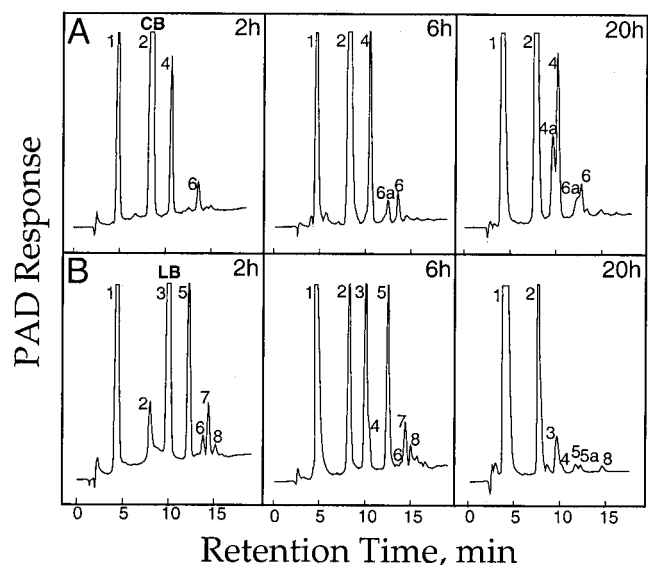 A CB 2h 6h 20h
1 2 4 6
1 2 4 6a 6
1 2 4 4a 6a 6
B LB 2h 6h 20h
1 2 3 5 6 7 8
1 2 3 5 4 6 7 8
1 2 3 4 5 5a 8
0 5 10 15 0 5 10 15 0 5 10 15
PAD Response
Retention Time, min